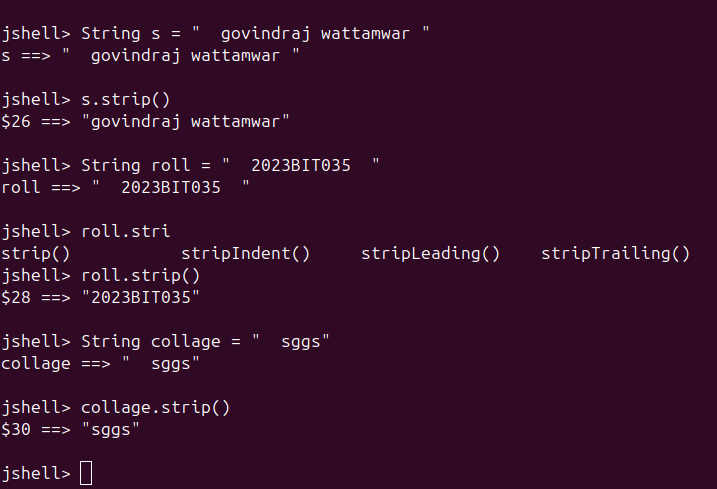 jshell> String s = "  govindraj wattamwar "
s ==> "  govindraj wattamwar "
jshell> s.strip()
$26 ==> "govindraj wattamwar"
jshell> String roll = "  2023BIT035  "
roll ==> "  2023BIT035  "
jshell> roll.stri
strip()           stripIndent()     stripLeading()    stripTrailing()
jshell> roll.strip()
$28 ==> "2023BIT035"
jshell> String collage = "  sggs"
collage ==> "  sggs"
jshell> collage.strip()
$30 ==> "sggs"
jshell>